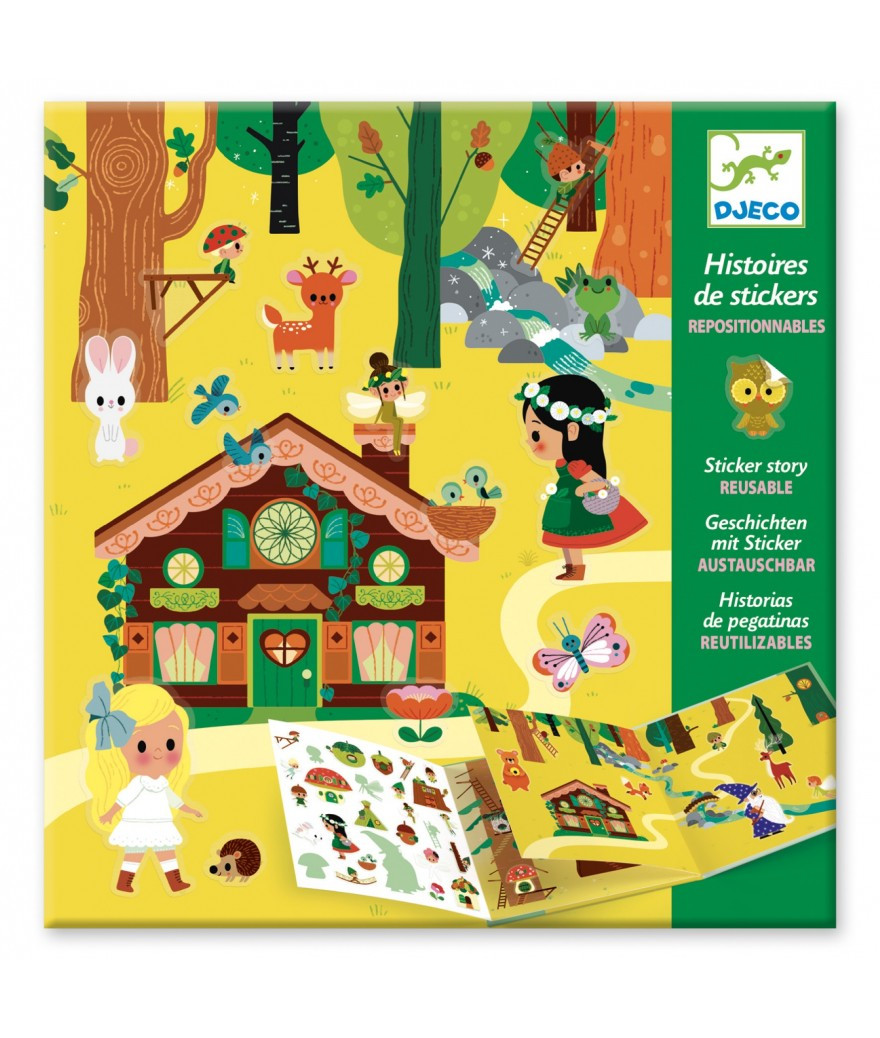 DJECO
Histoires
de stickers
REPOSITIONNABLES
Sticker story
REUSABLE
Geschichten
mit Sticker
AUSTAUSCHBAR
Historias
de pegatinas
REUTILIZABLES